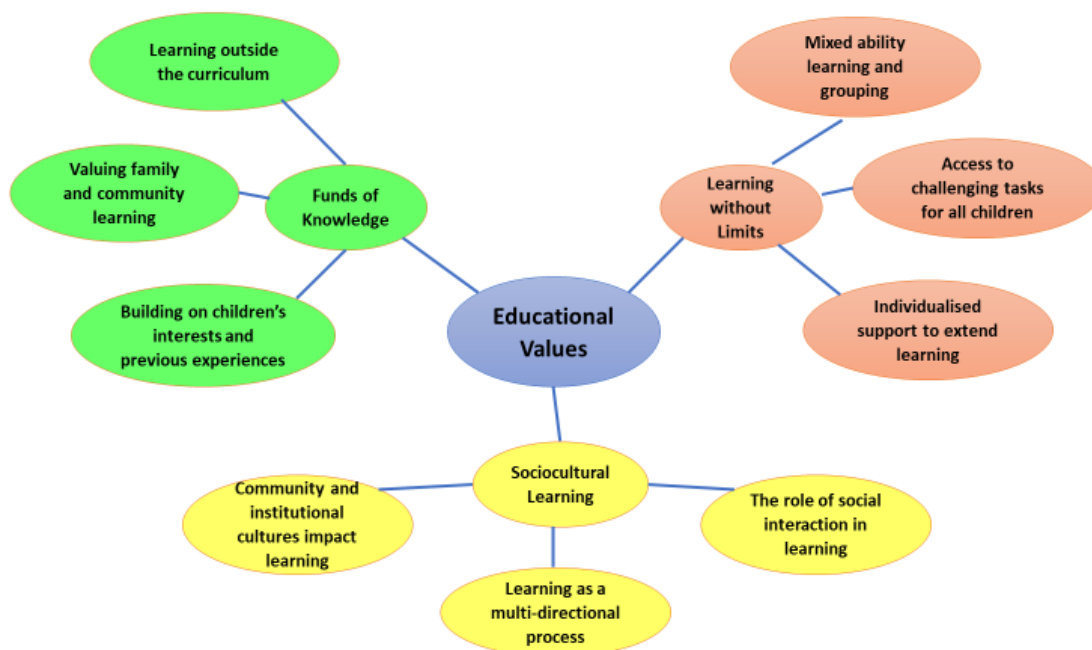 Learning outside
the curriculum
Valuing family
and community
learning
Funds of
Knowledge
Building on children’s
interests and
previous experiences
Educational
Values
Mixed ability
learning and
grouping
Learning
without
Limits
Access to
challenging tasks
for all children
Individualised
support to extend
learning
Sociocultural
Learning
Community and
institutional
cultures impact
learning
Learning as a
multi-directional
process
The role of social
interaction in
learning